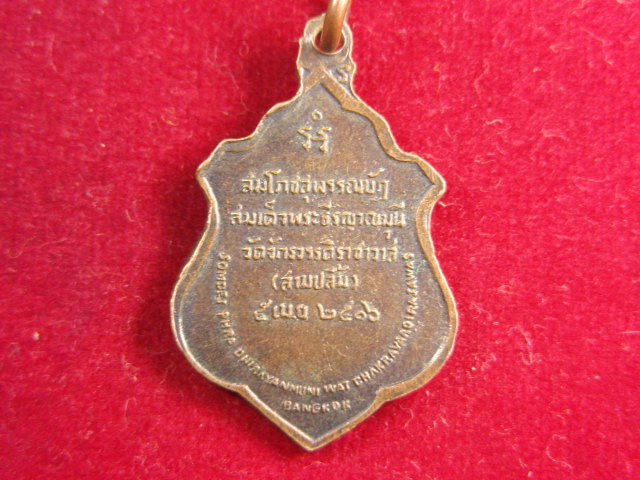 สมโภชสุพรรณบัฏ
สมเด็จพระธีรญาณมุนี
วัดจักรวรรดิราชาวาส
(สามปลื้ม)
๕ เมย ๒๕๑๖
SOMDET PHRA DHIRAYANMUNI WAT CHAKRAVARDIRAJAWAS
BANGKOK